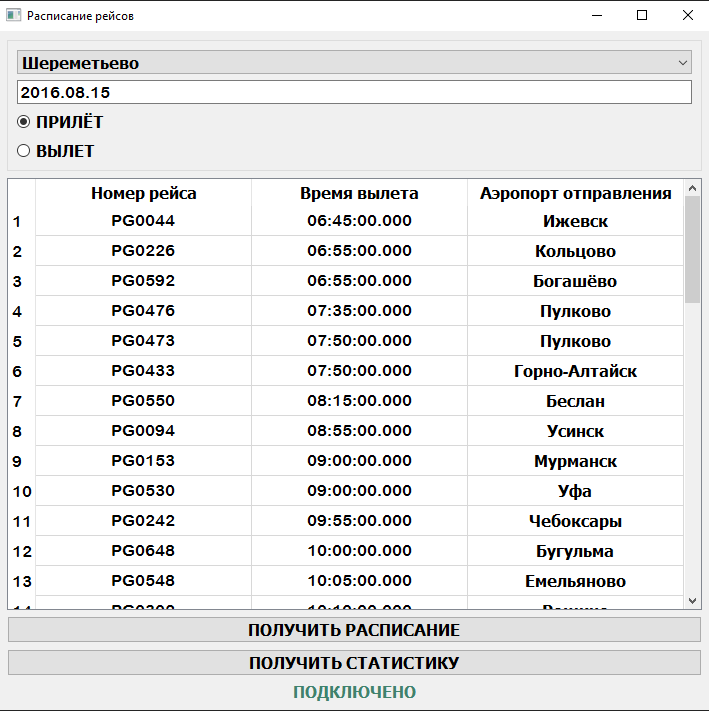 Расписание рейсов
Шереметьево
2016.08.15
ПРИЛЁТ
ВЫЛЕТ
Номер рейса Время вылета Аэропорт отправления
1 PG0044 06:45:00.000 Ижевск
2 PG0226 06:55:00.000 Кольцово
3 PG0592 06:55:00.000 Богашёво
4 PG0476 07:35:00.000 Пулково
5 PG0473 07:50:00.000 Пулково
6 PG0433 07:50:00.000 Горно-Алтайск
7 PG0550 08:15:00.000 Беслан
8 PG0094 08:55:00.000 Усинск
9 PG0153 09:00:00.000 Мурманск
10 PG0530 09:00:00.000 Уфа
11 PG0242 09:55:00.000 Чебоксары
12 PG0648 10:00:00.000 Бугульма
13 PG0548 10:05:00.000 Емельяново
ПОЛУЧИТЬ РАСПИСАНИЕ
ПОЛУЧИТЬ СТАТИСТИКУ
ПОДКЛЮЧЕНО